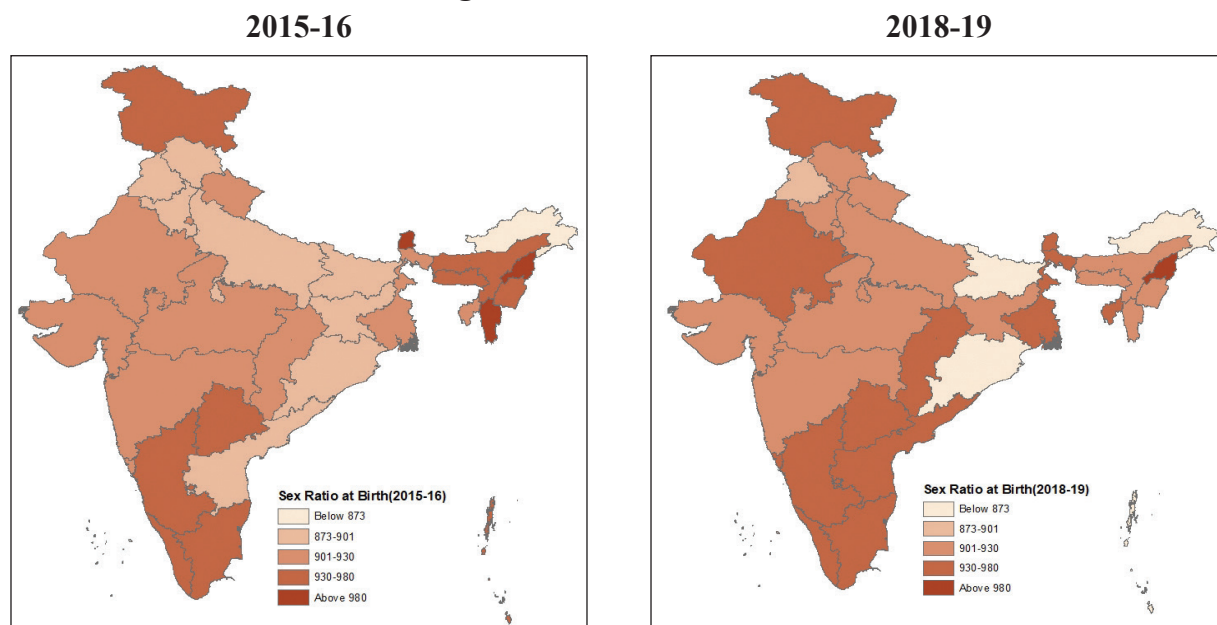 2015-16
2018-19
Sex Ratio at Birth(2015-16)
Below 873
873-901
901-930
930-980
Above 980
Sex Ratio at Birth(2018-19)
Below 873
873-901
901-930
930-980
Above 980